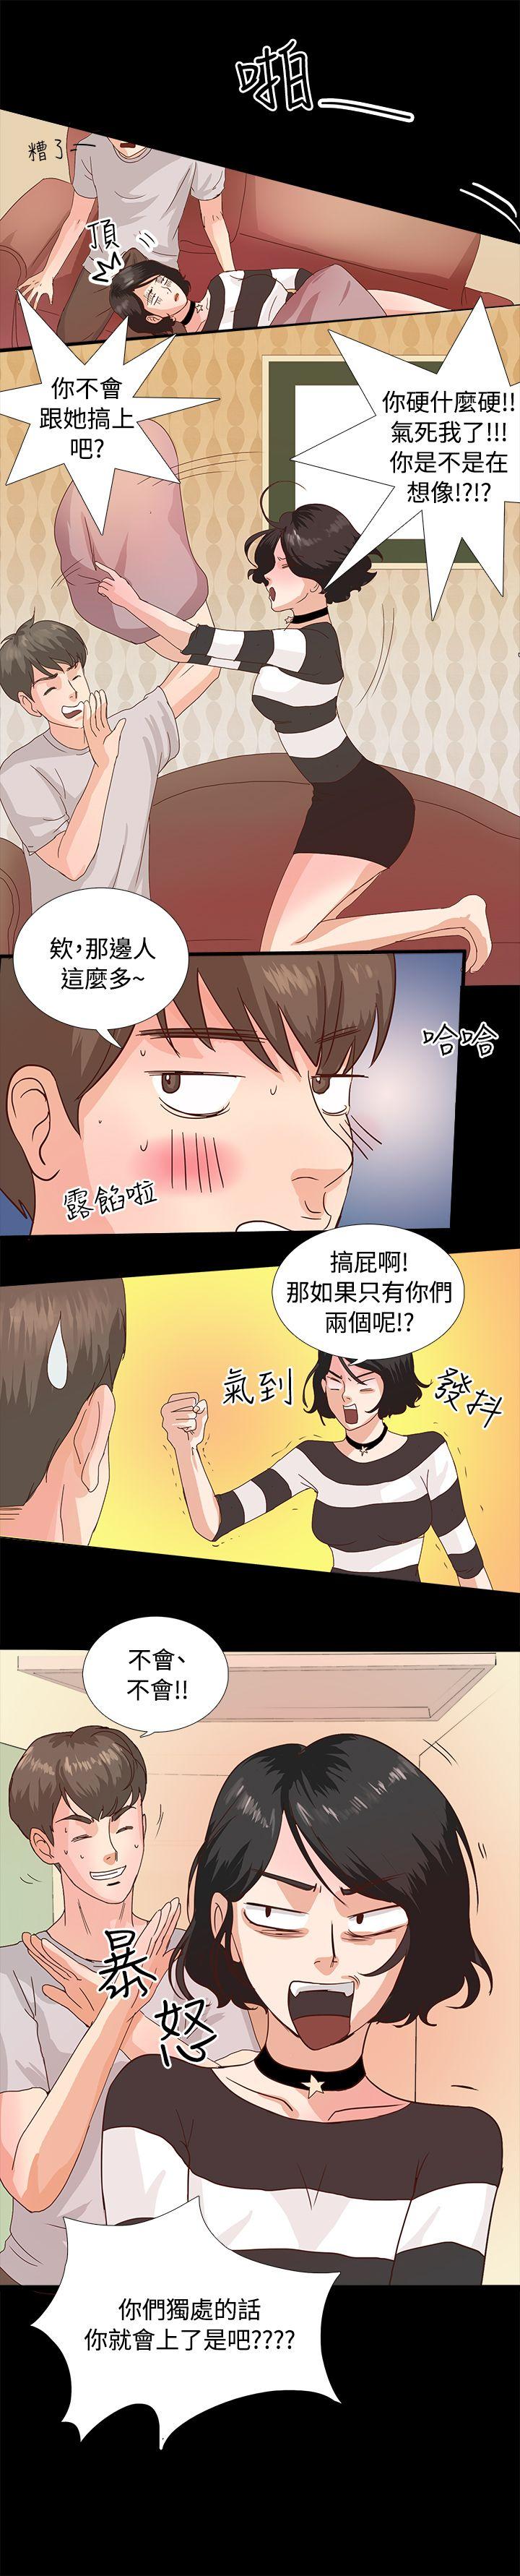 啪
糟了
頂
你不會
跟她搞上
吧?
你硬什麼硬!!
氣死我了!!!
你是不是在
想像!?!?
欸,那邊人
這麼多~
哈哈
露餡啦
搞屁啊!
那如果只有你們
兩個呢!?
氣到
發抖
不會、
不會!!
暴
怒
你們獨處的話
你就會上了是吧????